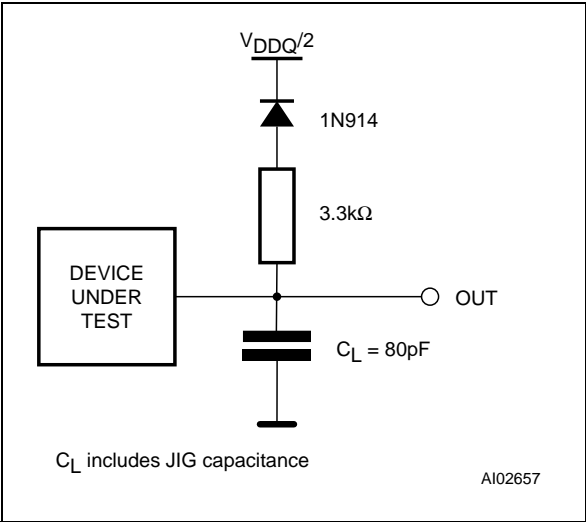 VDDQ/2
1N914
3.3kΩ
DEVICE
UNDER
TEST
OUT
CL = 80pF
CL includes JIG capacitance
AI02657